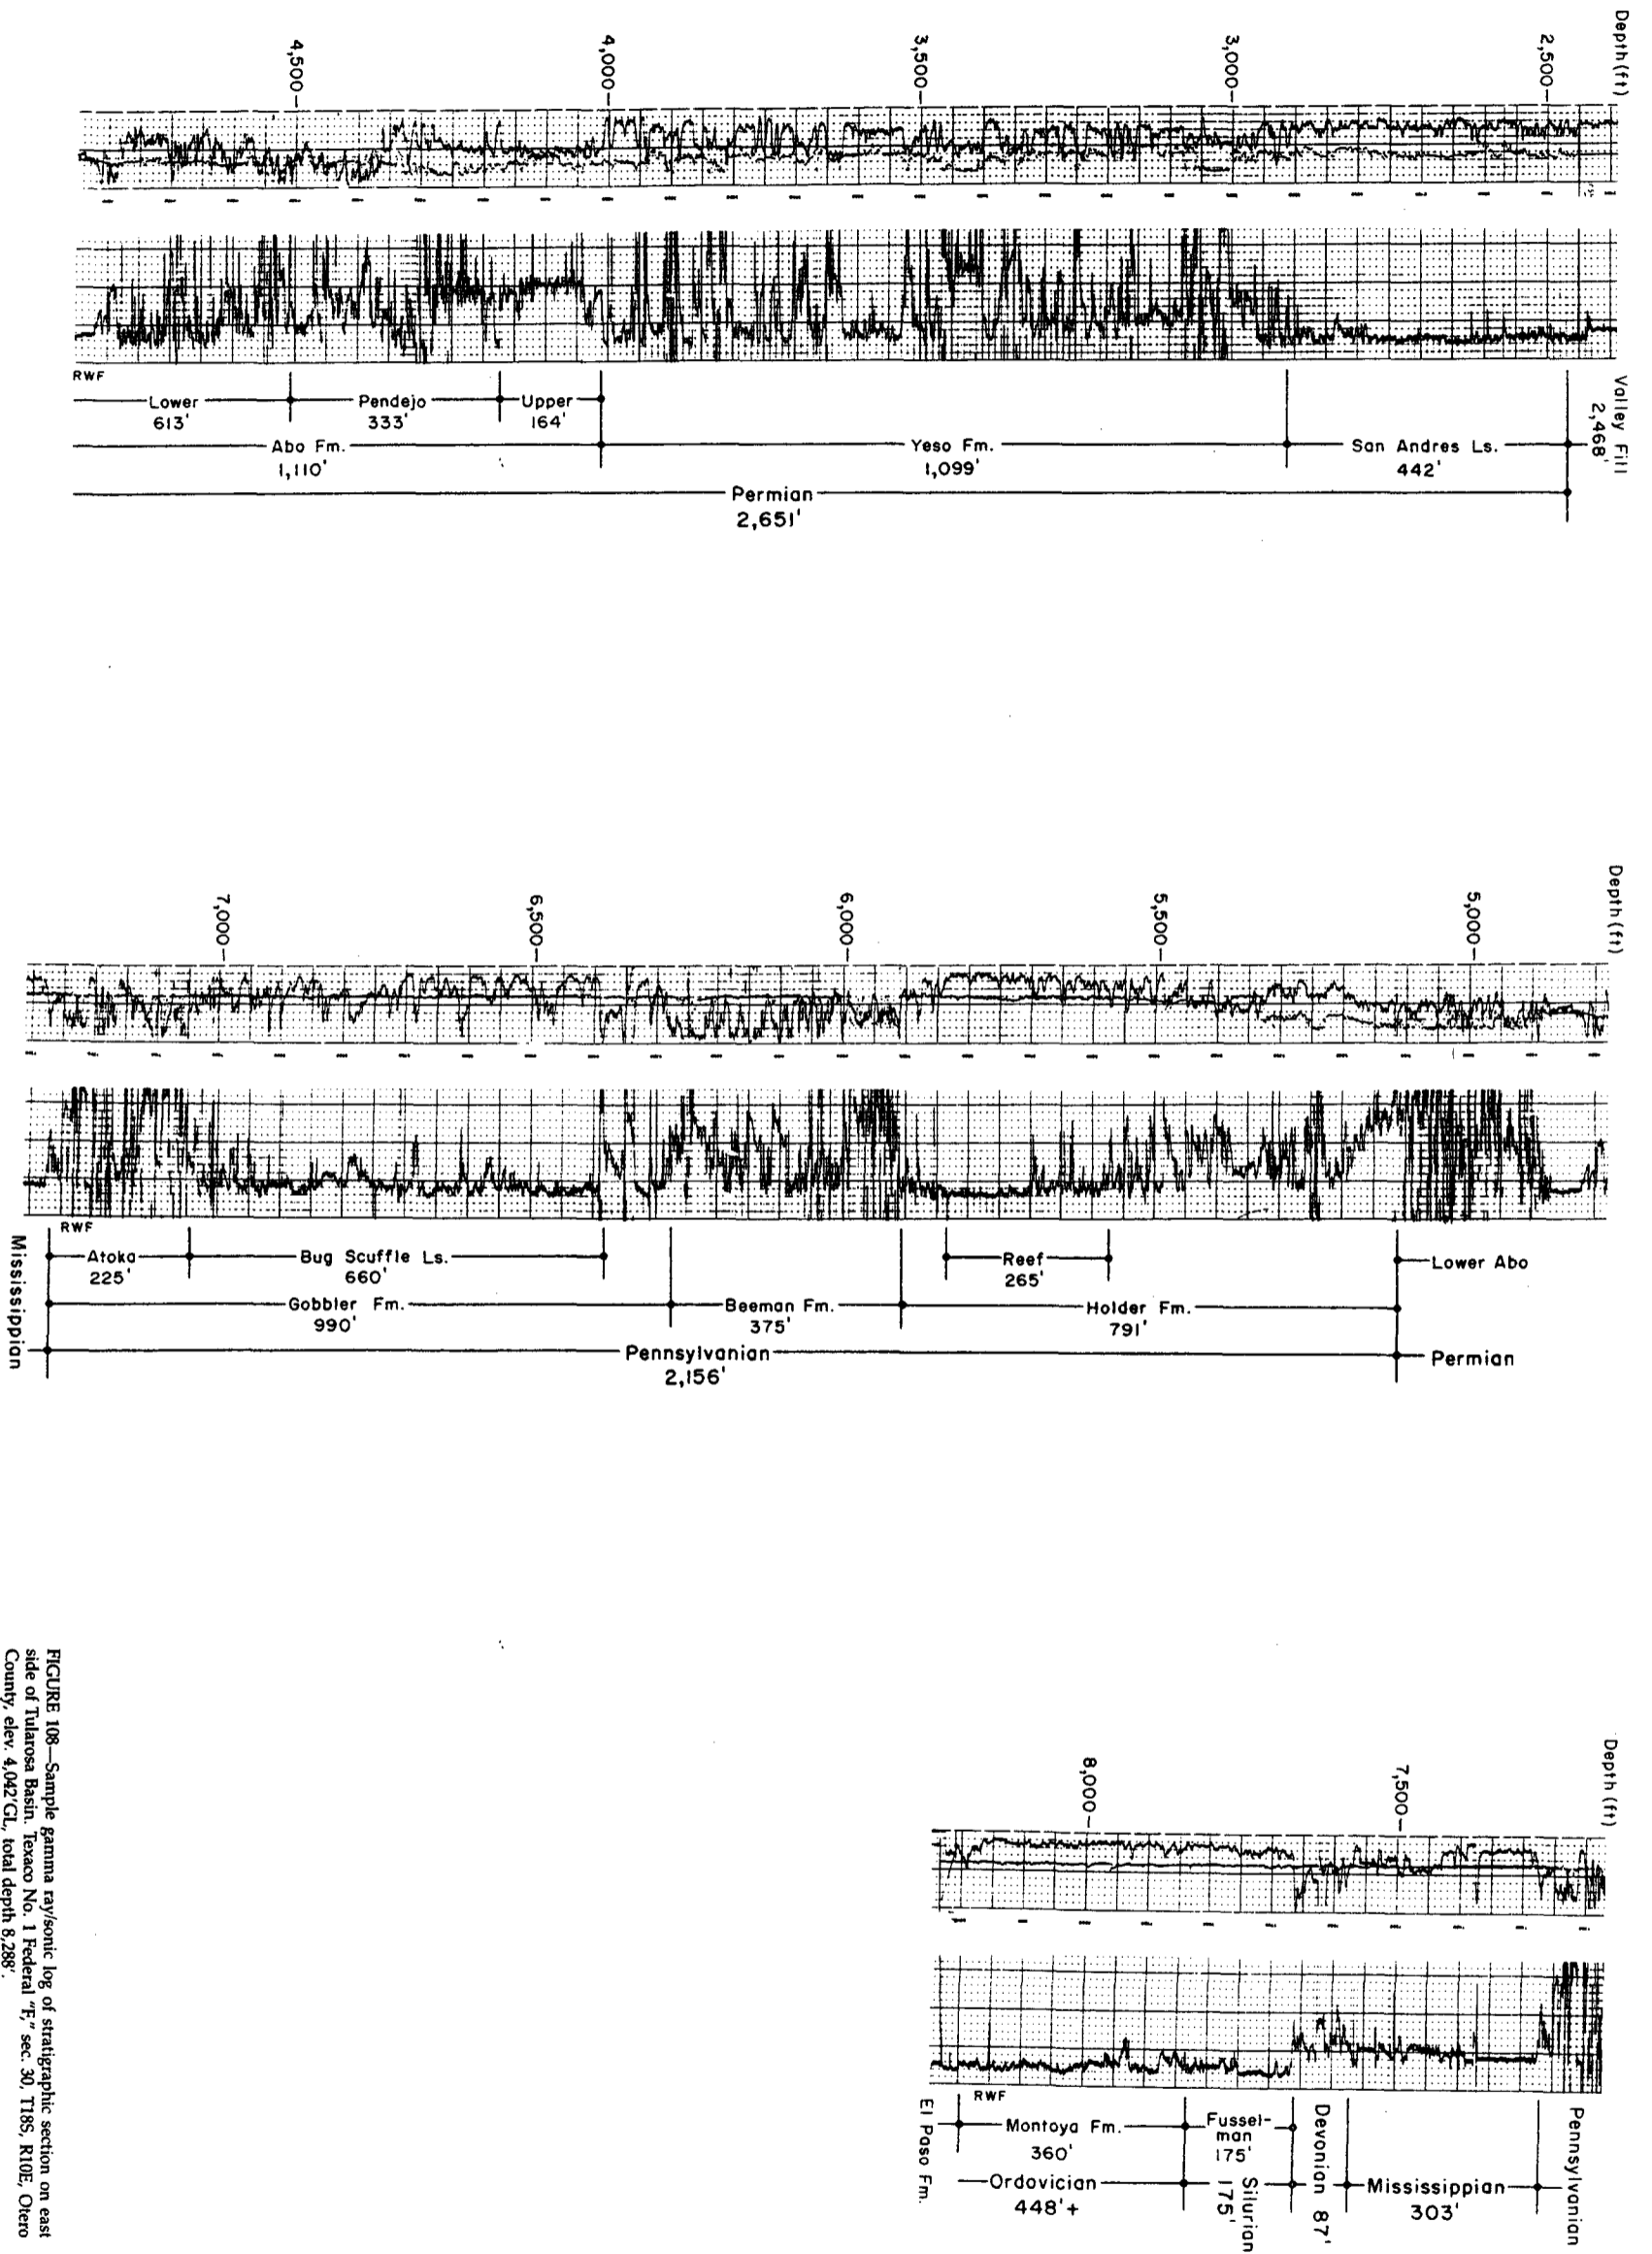 Depth (ft)
2,500
3,000
3,500
4,000
4,500
Valley Fill
2,468'
RWF
Lower
613'
Pendejo
333'
Upper
164'
Abo Fm.
1,110'
Yeso Fm.
1,099'
San Andres Ls.
442'
Permian
2,651'
Depth (ft)
5,000
5,500
6,000
6,500
7,000
RWF
Atoka
225'
Bug Scuffle Ls.
660'
Reef
265'
Lower Abo
Gobbler Fm.
990'
Beeman Fm.
375'
Holder Fm.
791'
Mississippian
Pennsylvanian
2,156'
Permian
Depth (ft)
7,500
8,000
RWF
El Paso Fm.
Montoya Fm.
360'
Fussel-
man
175'
Ordovician
448'+
Silurian
175'
Devonian 87'
Mississippian
303'
Pennsylvanian
FIGURE 108—Sample gamma ray/sonic log of stratigraphic section on east
side of Tularosa Basin. Texaco No. 1 Federal "F," sec. 30, T18S, R10E, Otero
County, elev. 4,042'GL, total depth 8,288'.